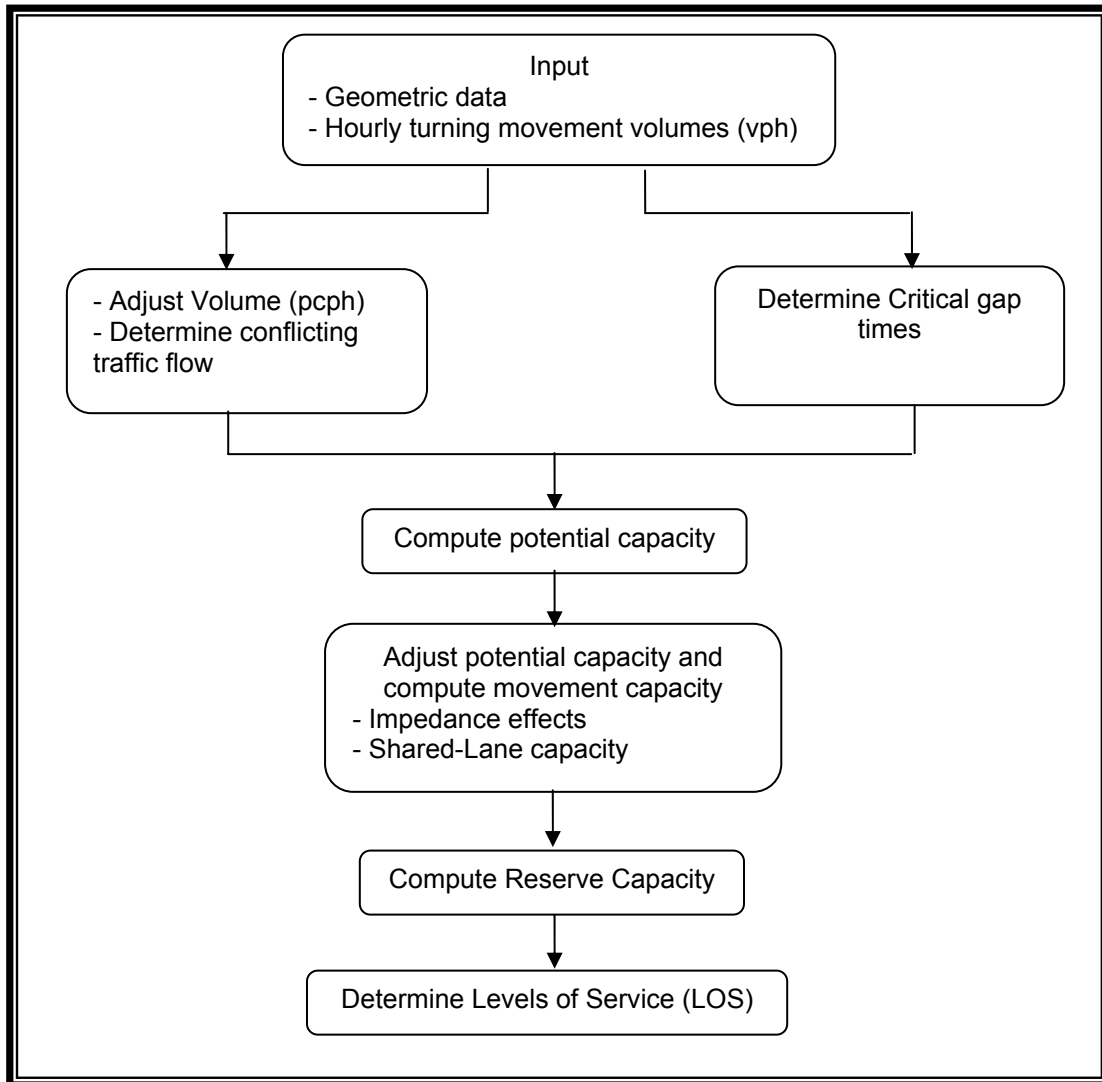 Input
- Geometric data
- Hourly turning movement volumes (vph)
- Adjust Volume (pcph)
- Determine conflicting
traffic flow
Determine Critical gap
times
Compute potential capacity
Adjust potential capacity and
compute movement capacity
- Impedance effects
- Shared-Lane capacity
Compute Reserve Capacity
Determine Levels of Service (LOS)